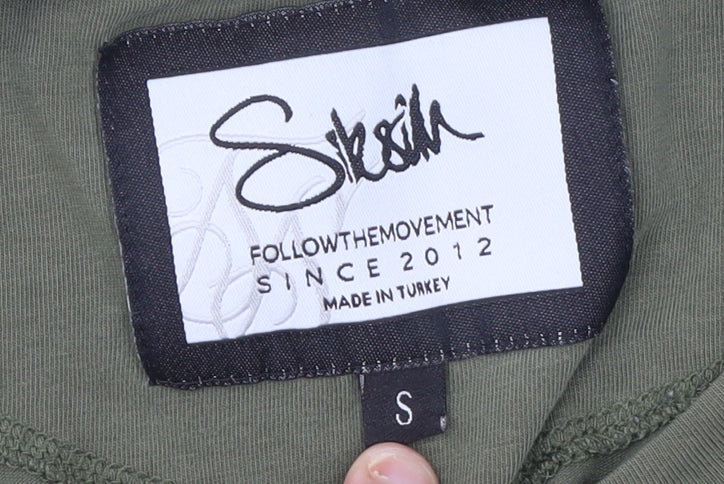 Siksilk
FOLLOWTHEMOVEMENT
SINCE 2012
MADE IN TURKEY
S